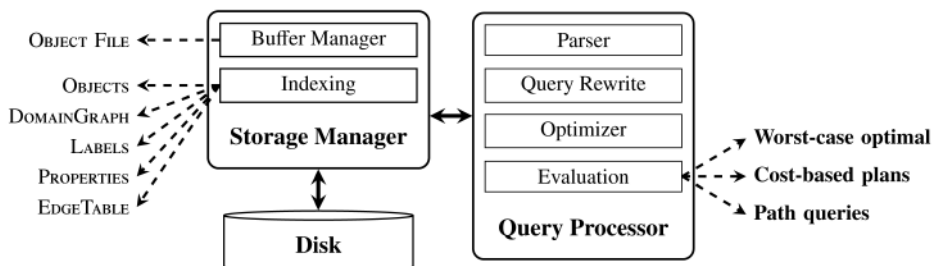 OBJECT FILE
OBJECTS
DOMAINGRAPH
LABELS
PROPERTIES
EDGETABLE
Buffer Manager
Indexing
Storage Manager
Disk
Parser
Query Rewrite
Optimizer
Evaluation
Query Processor
Worst-case optimal
Cost-based plans
Path queries